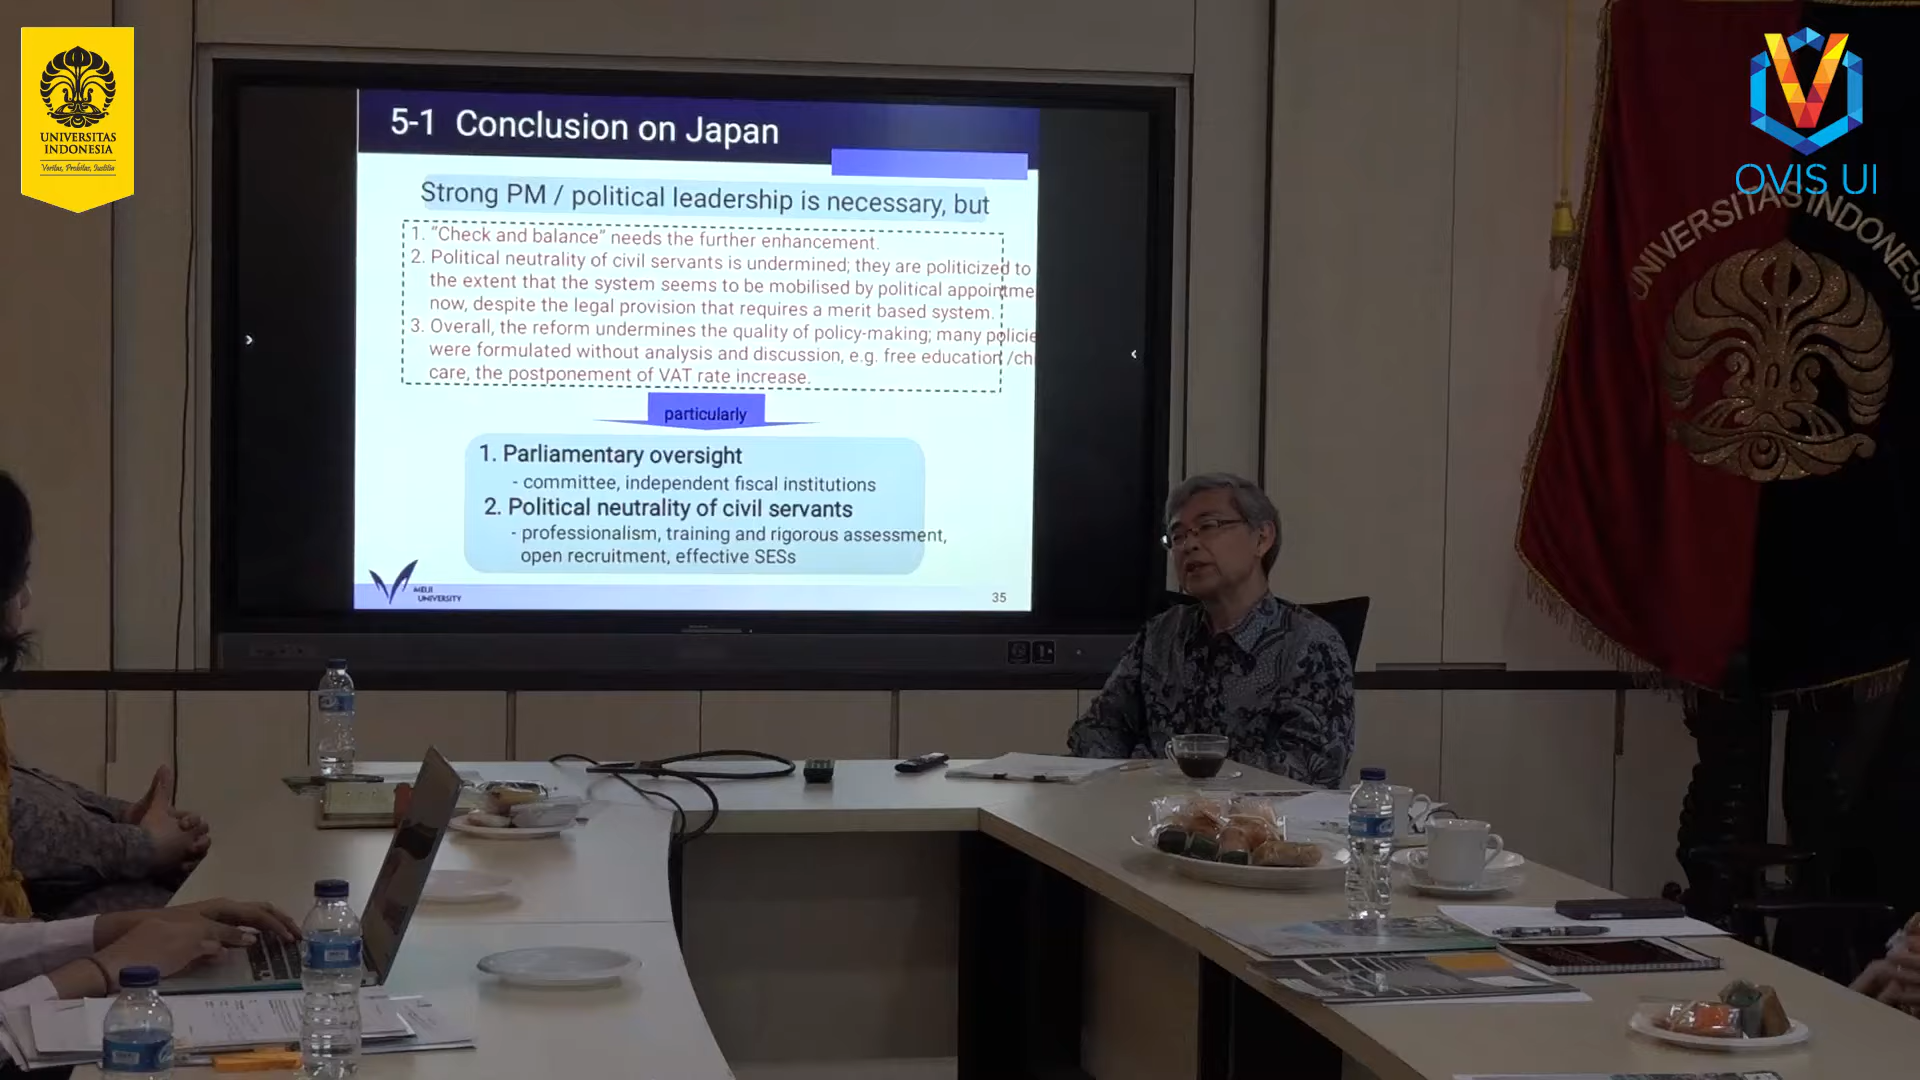 UNIVERSITAS
INDONESIA
Veritas, Probitas, Iustitia
OVIS UI
UNIVERSITAS INDONESIA
5-1 Conclusion on Japan
Strong PM / political leadership is necessary, but
1. "Check and balance" needs the further enhancement.
2. Political neutrality of civil servants is undermined; they are politicized to
the extent that the system seems to be mobilised by political appointme
now, despite the legal provision that requires a merit based system.
3. Overall, the reform undermines the quality of policy-making; many policie
were formulated without analysis and discussion, e.g. free education /ch
care, the postponement of VAT rate increase.
particularly
1. Parliamentary oversight
- committee, independent fiscal institutions
2. Political neutrality of civil servants
- professionalism, training and rigorous assessment,
open recruitment, effective SESs
MEIJI
UNIVERSITY
35